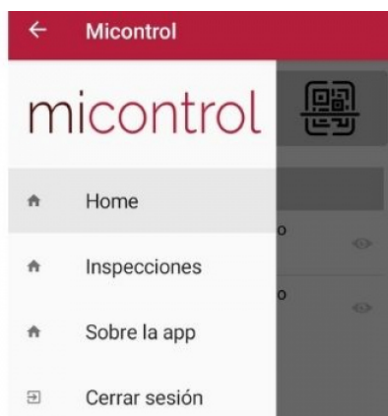 Micontrol
micontrol
Home
o
Inspecciones
o
Sobre la app
Cerrar sesión